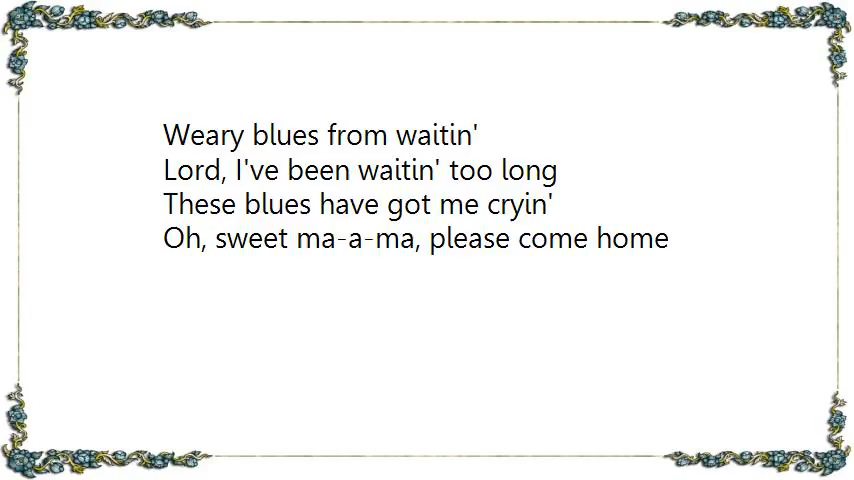 Weary blues from waitin'
Lord, I've been waitin' too long
These blues have got me cryin'
Oh, sweet ma-a-ma, please come home